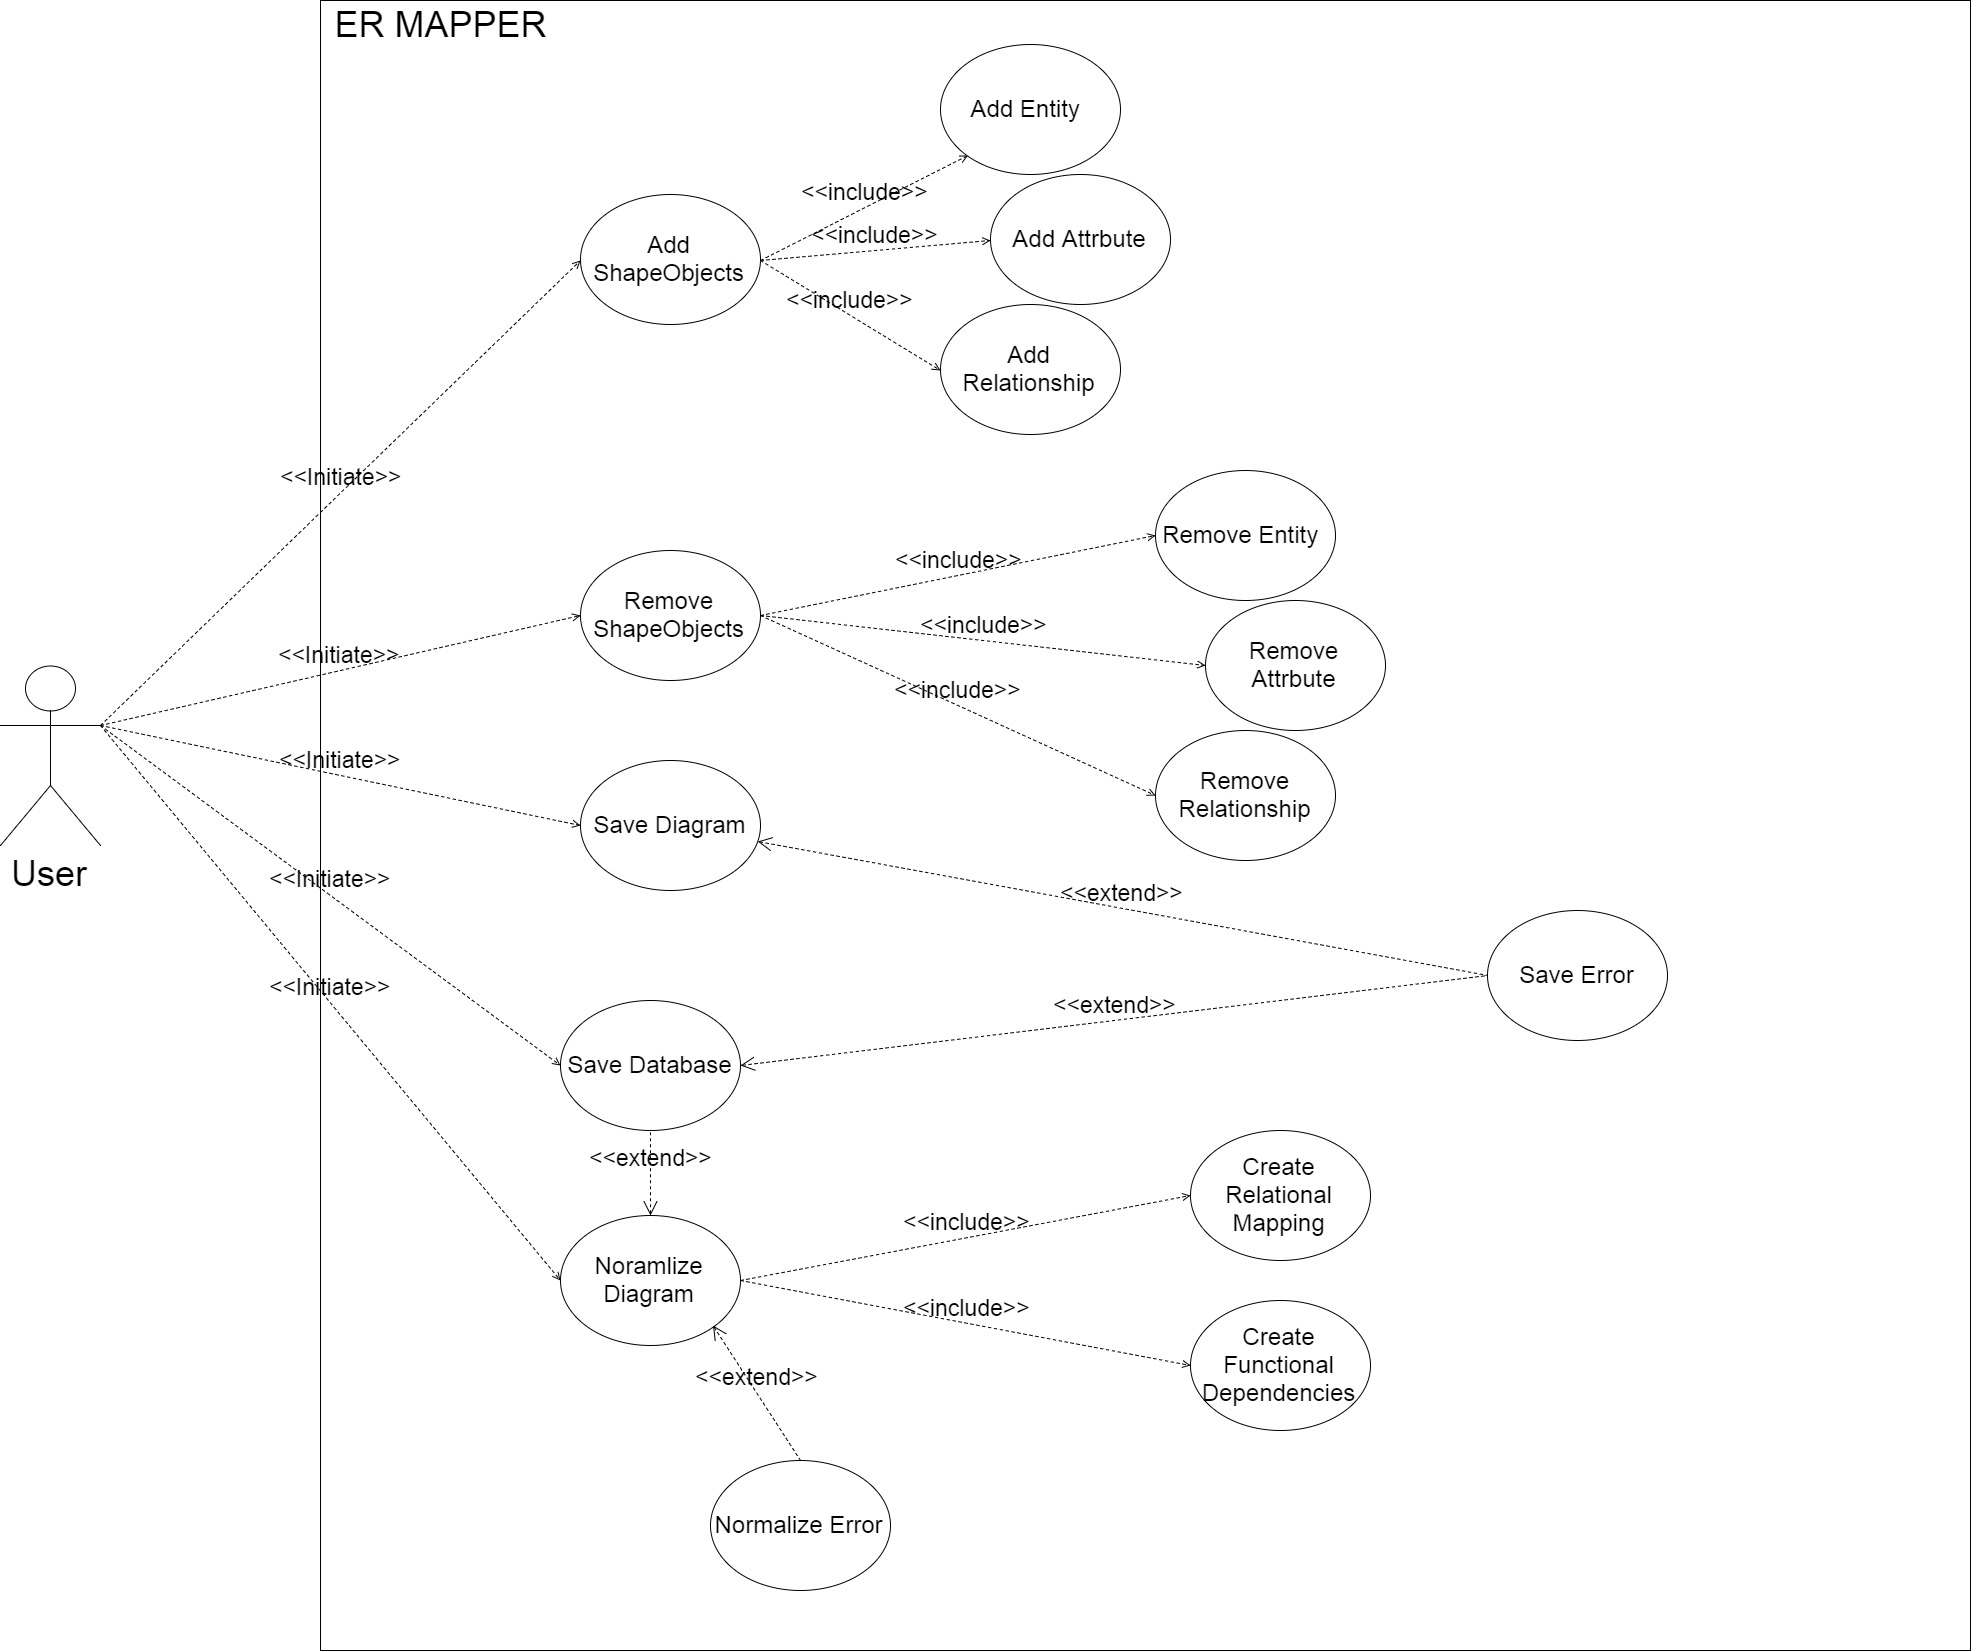 ER MAPPER
Add Entity
<<include>>
Add
ShapeObjects
<<include>>
Add Attrbute
<<include>>
Add
Relationship
<<Initiate>>
Remove Entity
<<include>>
Remove
ShapeObjects
<<Initiate>>
<<include>>
Remove
Attrbute
<<include>>
Remove
Relationship
<<Initiate>>
Save Diagram
User
<<Initiate>>
<<extend>>
Save Error
<<Initiate>>
<<extend>>
Save Database
<<extend>>
Create
Relational
Mapping
<<include>>
Noramlize
Diagram
<<include>>
Create
Functional
Dependencies
<<extend>>
Normalize Error